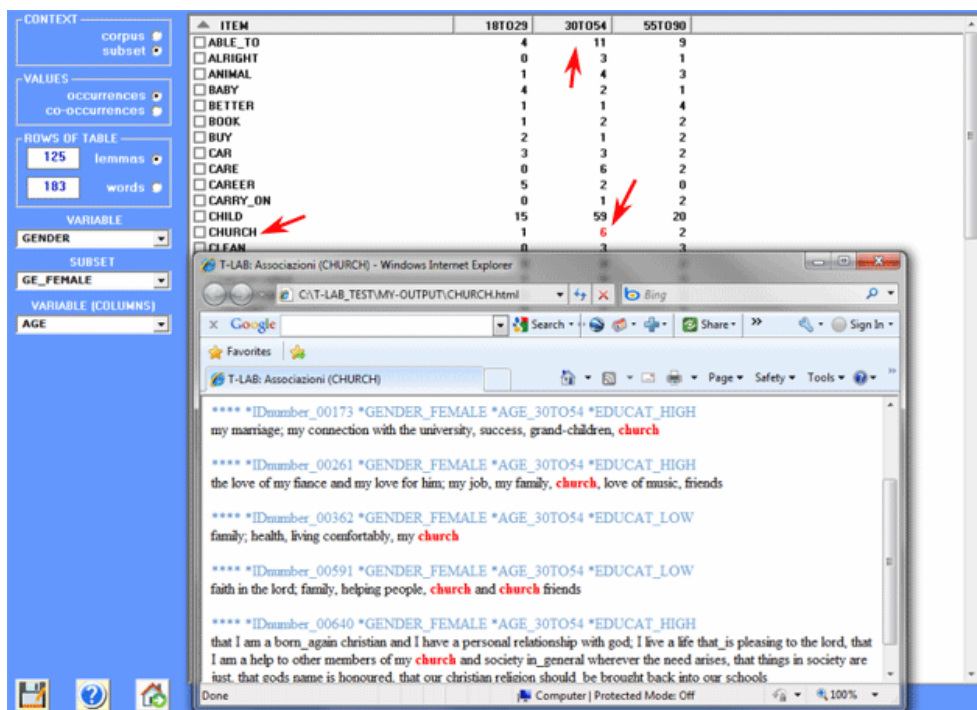 CONTEXT
corpus
subset
VALUES
occurrences
co-occurrences
ROWS OF TABLE
125 lemmas
183 words
VARIABLE
GENDER
SUBSET
GE_FEMALE
VARIABLE (COLUMNS)
AGE
ITEM 18TO29 30TO54 55TO90
ABLE_TO 4 11 9
ALRIGHT 0 3 1
ANIMAL 1 4 3
BABY 4 2 1
BETTER 1 1 4
BOOK 1 2 2
BUY 2 1 2
CAR 3 3 2
CARE 0 6 2
CAREER 5 2 0
CARRY_ON 0 1 2
CHILD 15 59 20
CHURCH 1 6 2
CLEAN 0 3 3
T-LAB: Associazioni (CHURCH) - Windows Internet Explorer
C:\T-LAB_TEST\MY-OUTPUT\CHURCH.html Bing
x Google Search Share Sign In
Favorites
T-LAB: Associazioni (CHURCH) Page Safety Tools
**** *IDnumber_00173 *GENDER_FEMALE *AGE_30TO54 *EDUCAT_HIGH
my marriage; my connection with the university, success, grand-children, church
**** *IDnumber_00261 *GENDER_FEMALE *AGE_30TO54 *EDUCAT_HIGH
the love of my fiance and my love for him; my job, my family, church, love of music, friends
**** *IDnumber_00362 *GENDER_FEMALE *AGE_30TO54 *EDUCAT_LOW
family; health, living comfortably, my church
**** *IDnumber_00591 *GENDER_FEMALE *AGE_30TO54 *EDUCAT_LOW
faith in the lord; family, helping people, church and church friends
**** *IDnumber_00640 *GENDER_FEMALE *AGE_30TO54 *EDUCAT_HIGH
that I am a born_again christian and I have a personal relationship with god; I live a life that_is pleasing to the lord, that
I am a help to other members of my church and society in_general wherever the need arises, that things in society are
just, that gods name is honoured, that our christian religion should_be brought back into our schools
Done Computer | Protected Mode: Off 100%